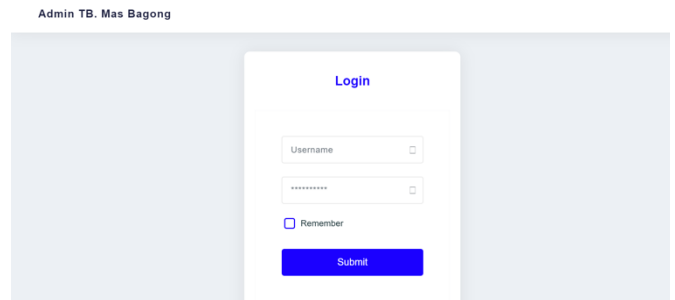 Admin TB. Mas Bagong
Login
Username
**********
Remember
Submit